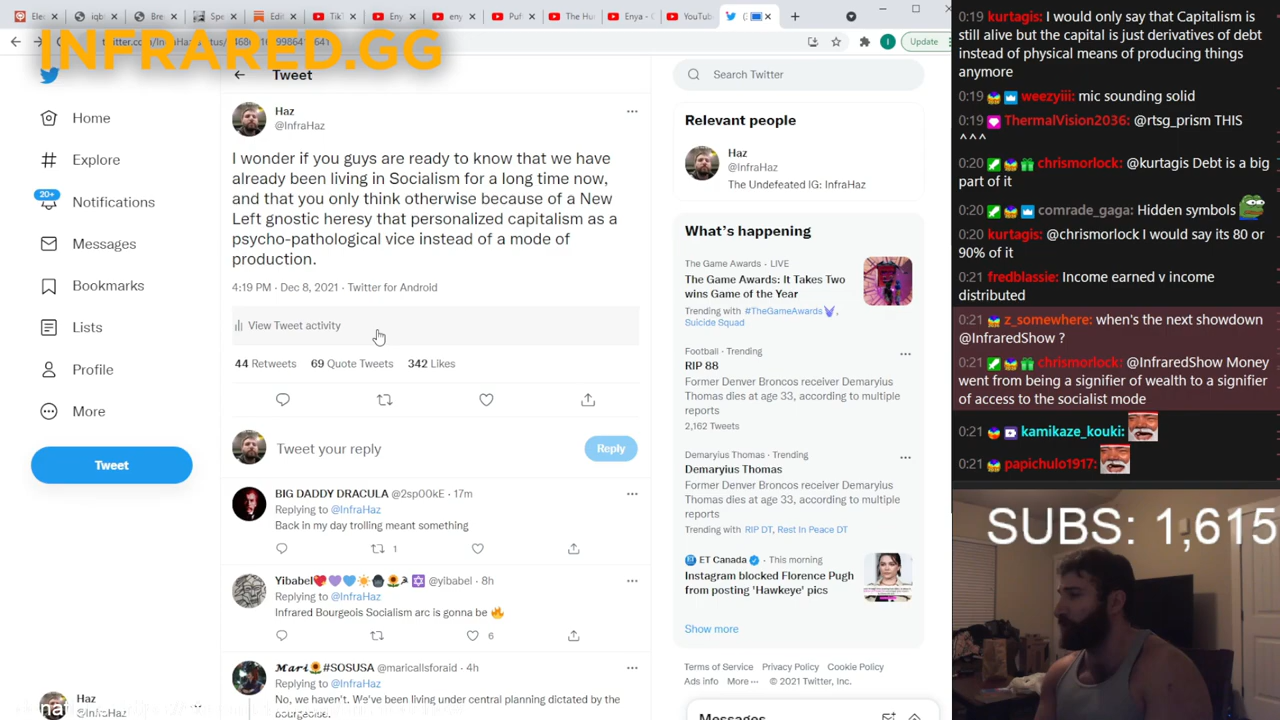 Enya
Puf
The Hu
Enya - C
YouTube
Update
INFRARED.GG
Tweet
Search Twitter
Home
Explore
20+
Notifications
Messages
Bookmarks
Lists
Profile
More
Tweet
Haz
@InfraHaz
Haz
@InfraHaz
I wonder if you guys are ready to know that we have
already been living in Socialism for a long time now,
and that you only think otherwise because of a New
Left gnostic heresy that personalized capitalism as a
psycho-pathological vice instead of a mode of
production.
4:19 PM · Dec 8, 2021 · Twitter for Android
View Tweet activity
44 Retweets 69 Quote Tweets 342 Likes
Tweet your reply
Reply
BIG DADDY DRACULA @2sp00kE · 17m
Replying to @InfraHaz
Back in my day trolling meant something
1
Yibabel @yibabel · 8h
Replying to @InfraHaz
Infrared Bourgeois Socialism arc is gonna be
6
Mari #SOSUSA @maricallsforaid · 4h
Replying to @InfraHaz
No, we haven't. We've been living under central planning dictated by the
bourgeoise.
Relevant people
Haz
@InfraHaz
The Undefeated IG: InfraHaz
What's happening
The Game Awards · LIVE
The Game Awards: It Takes Two
wins Game of the Year
Trending with #TheGameAwards,
Suicide Squad
Football · Trending
RIP 88
Former Denver Broncos receiver Demaryius
Thomas dies at age 33, according to multiple
reports
2,162 Tweets
Demaryius Thomas · Trending
Demaryius Thomas
Former Denver Broncos receiver Demaryius
Thomas dies at age 33, according to multiple
reports
Trending with RIP DT, Rest In Peace DT
ET Canada · This morning
Instagram blocked Florence Pugh
from posting 'Hawkeye' pics
Show more
Terms of Service Privacy Policy Cookie Policy
Ads info More ··· © 2021 Twitter, Inc.
Messages
0:19 kurtagis: I would only say that Capitalism is
still alive but the capital is just derivatives of debt
instead of physical means of producing things
anymore
0:19 weezyiii: mic sounding solid
0:19 ThermalVision2036: @rtsg_prism THIS
^^^
0:20 chrismorlock: @kurtagis Debt is a big
part of it
0:20 comrade_gaga: Hidden symbols
0:20 kurtagis: @chrismorlock I would say its 80 or
90% of it
0:21 fredblassie: Income earned v income
distributed
0:21 z_somewhere: when's the next showdown
@InfraredShow ?
0:21 chrismorlock: @InfraredShow Money
went from being a signifier of wealth to a signifier
of access to the socialist mode
0:21 kamikaze_kouki:
0:21 papichulo1917:
SUBS: 1,615